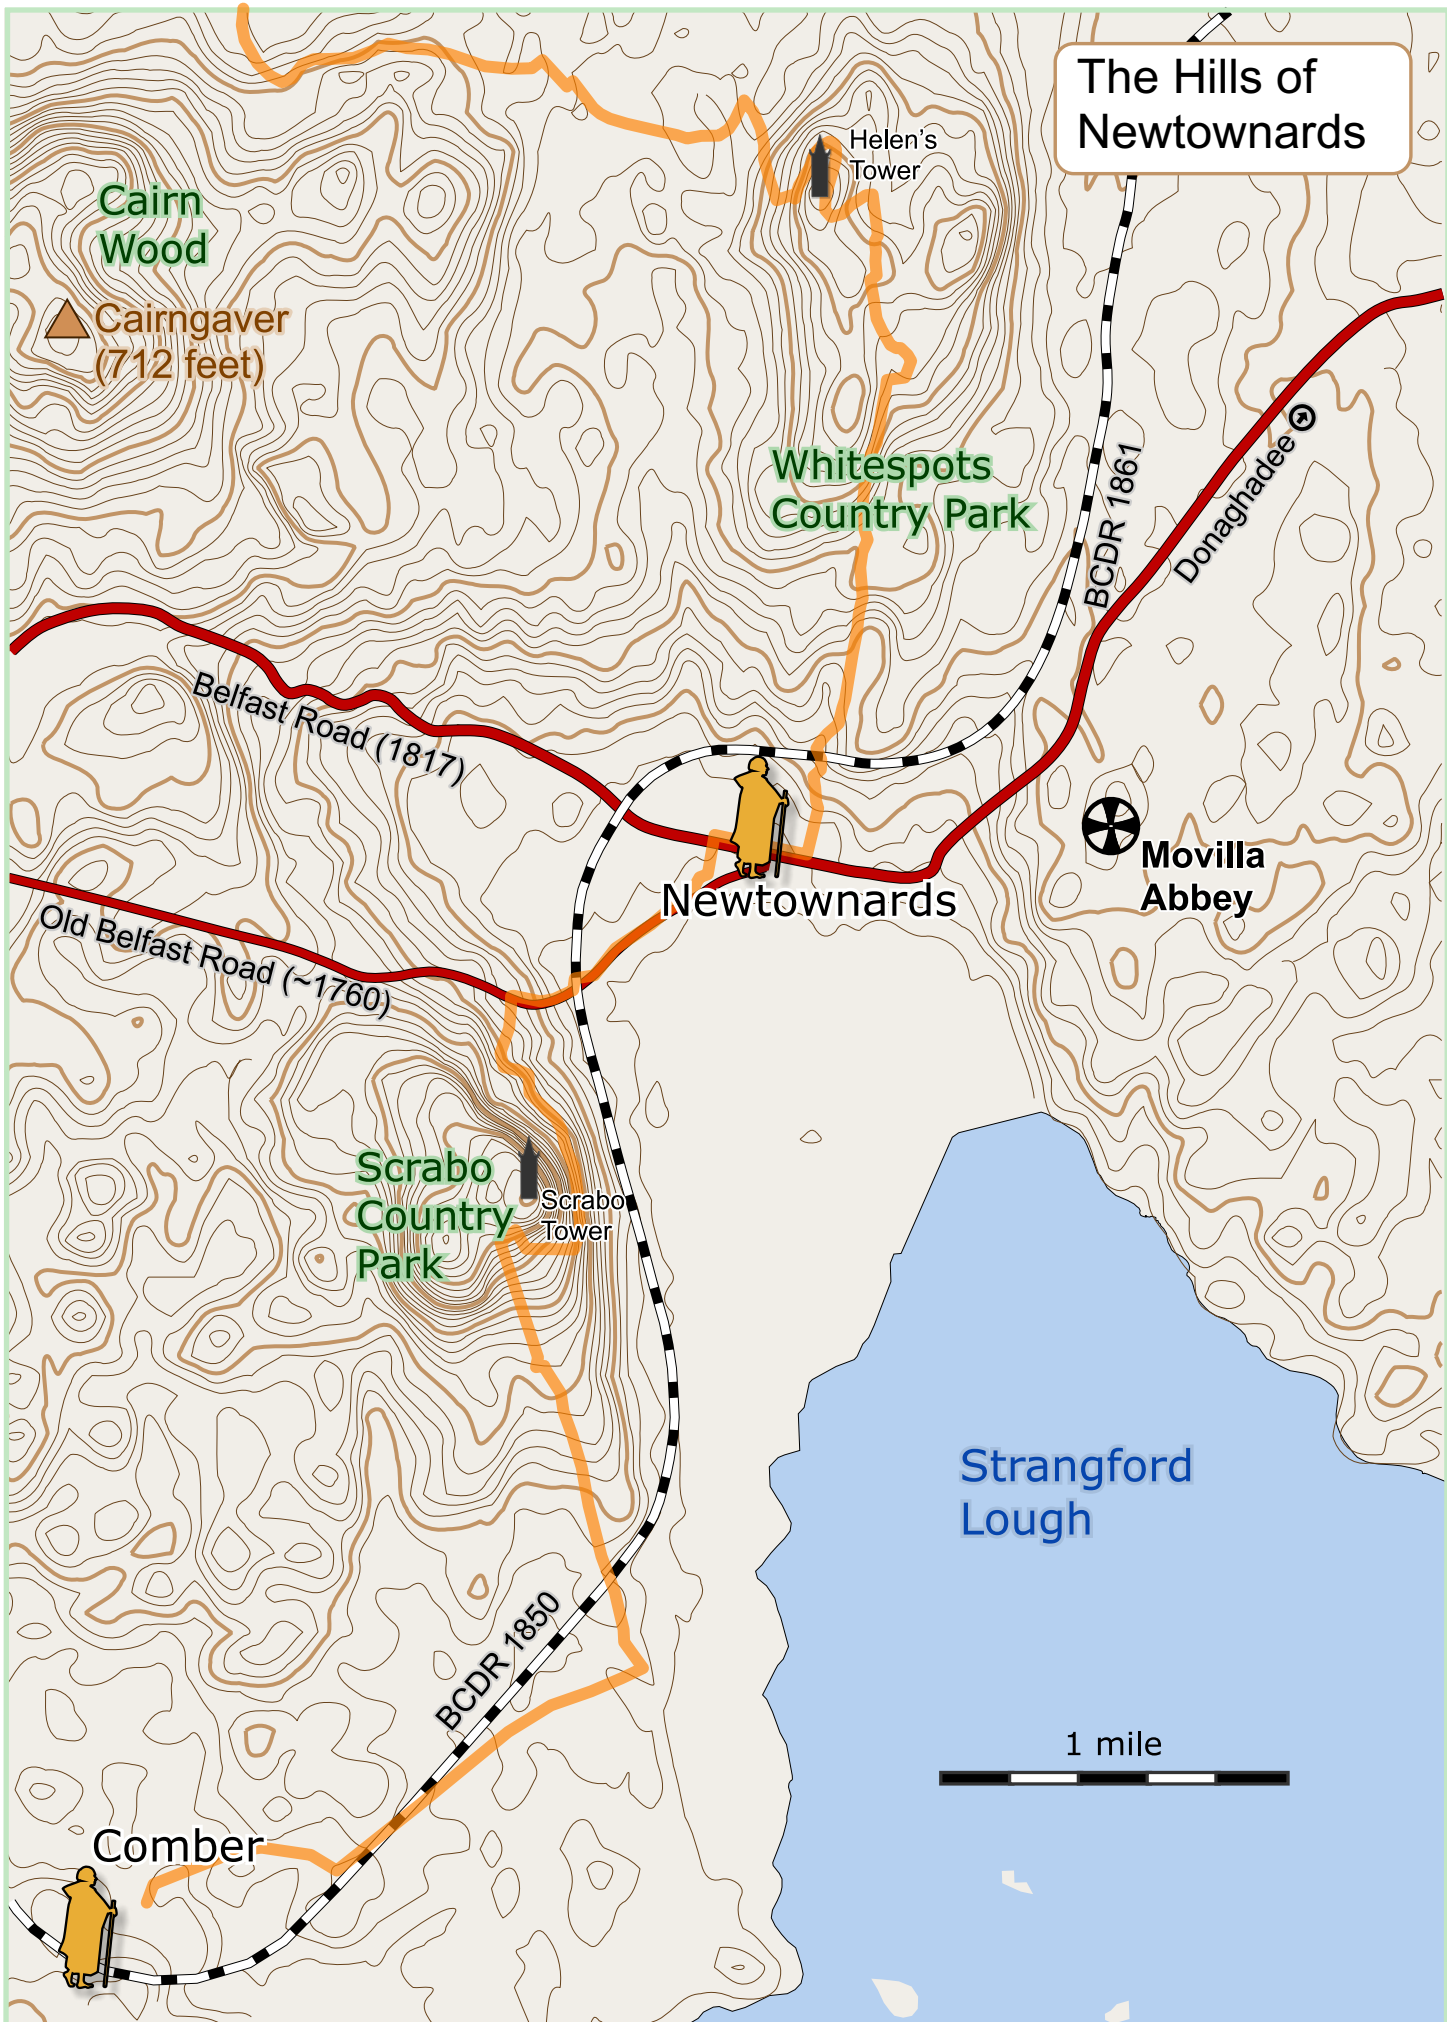 The Hills of
Newtownards
Helen's
Tower
Cairn
Wood
Cairngaver
(712 feet)
Whitespots
Country Park
BCDR 1861
Donaghadee
Belfast Road (1817)
Movilla
Abbey
Newtownards
Old Belfast Road (~1760)
Scrabo
Country
Park
Scrabo
Tower
Strangford
Lough
BCDR 1850
1 mile
Comber